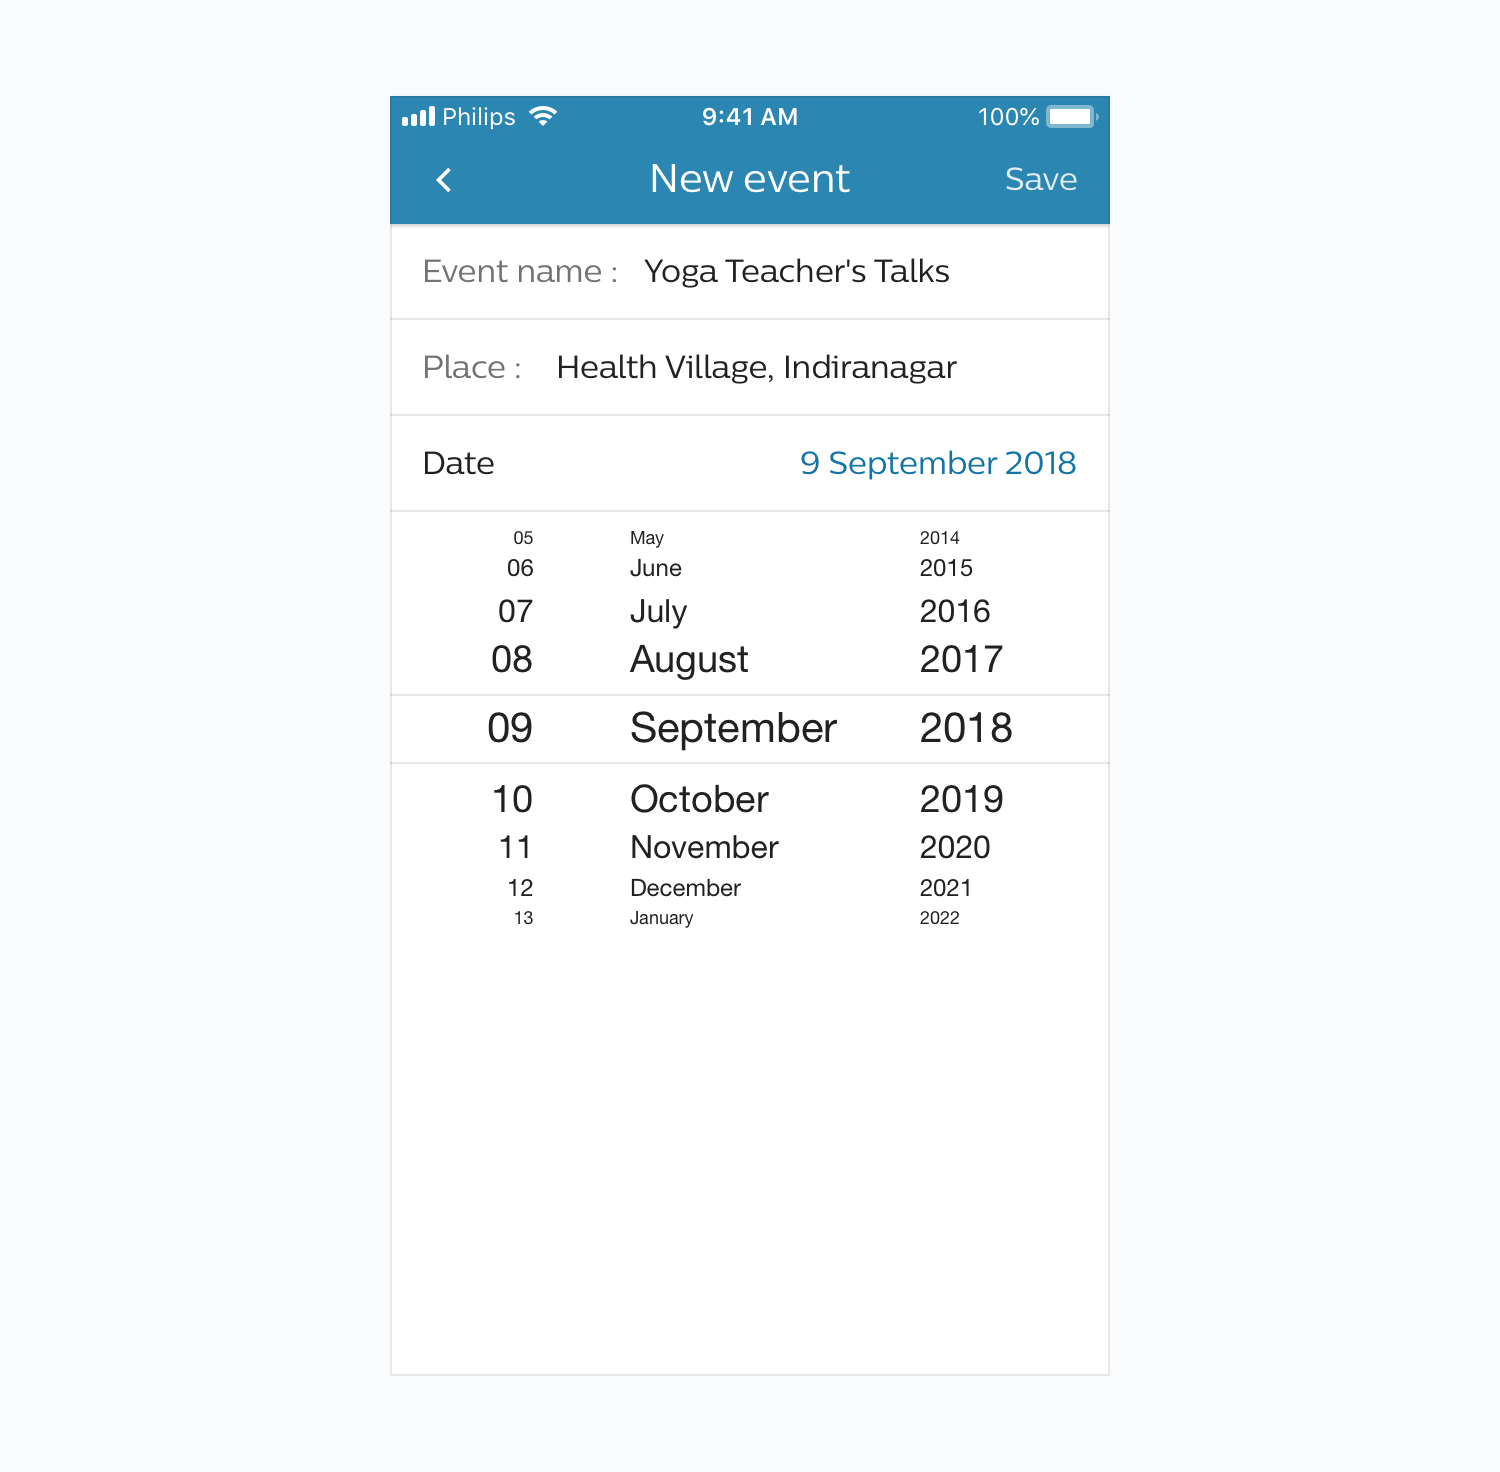 Philips 9:41 AM 100%
New event Save
Event name : Yoga Teacher's Talks
Place : Health Village, Indiranagar
Date 9 September 2018
05 May 2014
06 June 2015
07 July 2016
08 August 2017
09 September 2018
10 October 2019
11 November 2020
12 December 2021
13 January 2022